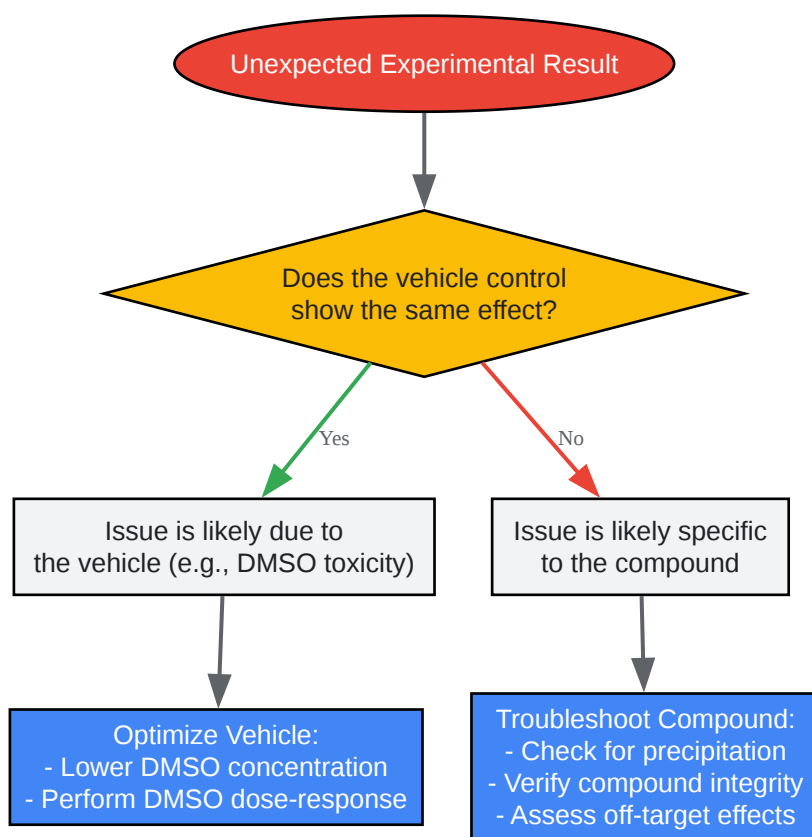 Unexpected Experimental Result
Does the vehicle control
show the same effect?
Yes
No
Issue is likely due to
the vehicle (e.g., DMSO toxicity)
Issue is likely specific
to the compound
Optimize Vehicle:
- Lower DMSO concentration
- Perform DMSO dose-response
Troubleshoot Compound:
- Check for precipitation
- Verify compound integrity
- Assess off-target effects